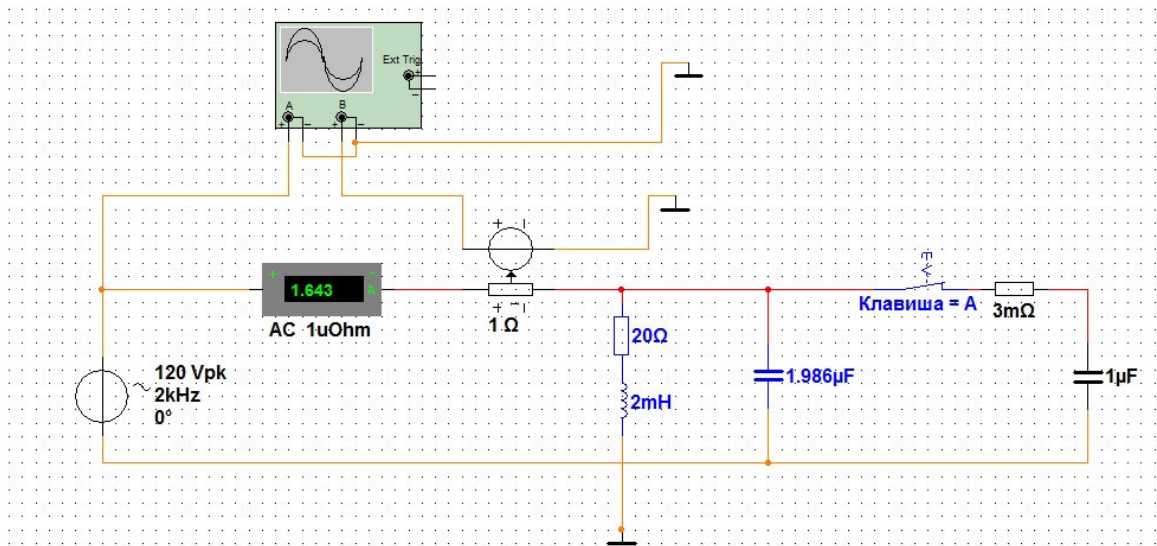 Ext Trig
+
−
A
B
+ − + −
+ −
+ −
1.643 A
AC 1uOhm
+ −
1 Ω
Клавиша = A
3mΩ
20Ω
120 Vpk
2kHz
0°
2mH
1.986µF
1µF